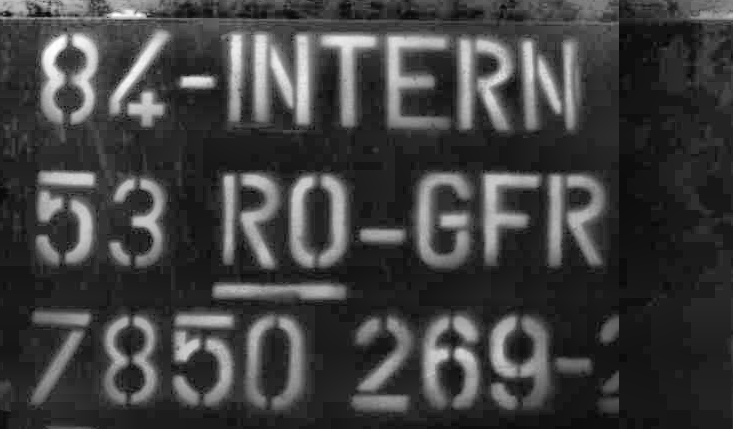 84-INTERN
53 RO-GFR
7850 269-